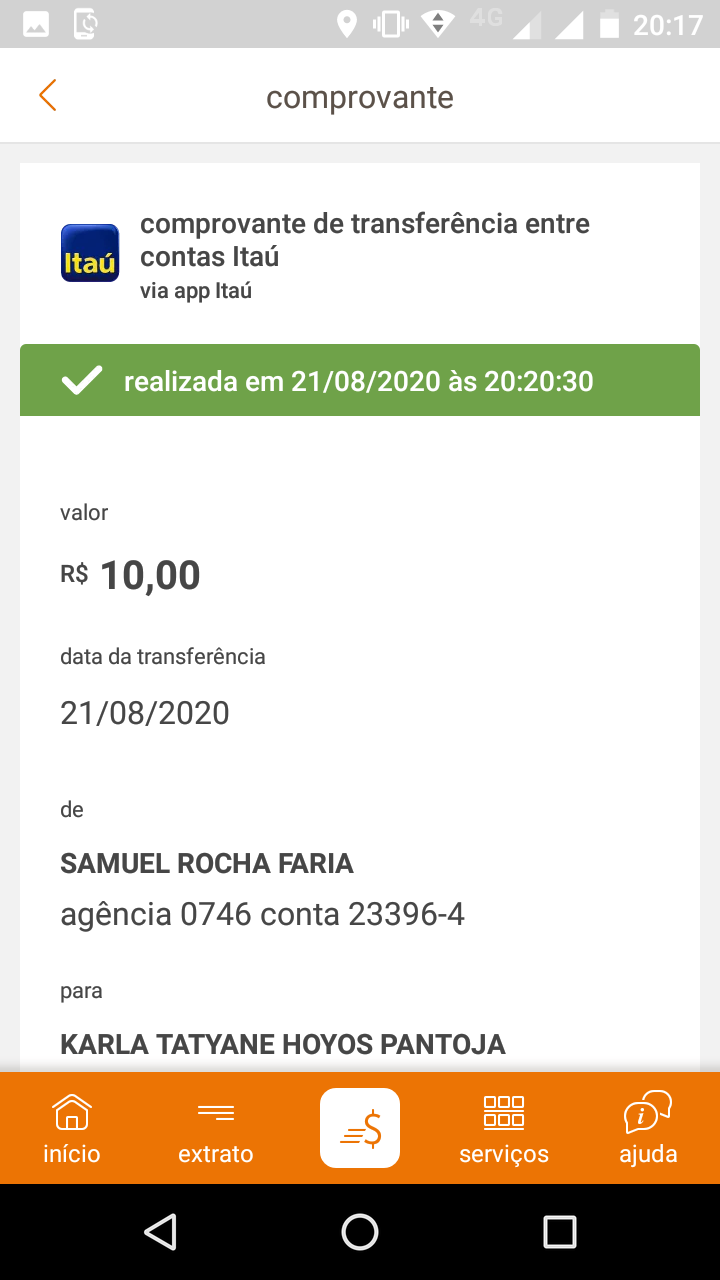 4G 20:17
comprovante
Itaú
comprovante de transferência entre
contas Itaú
via app Itaú
realizada em 21/08/2020 às 20:20:30
valor
R$ 10,00
data da transferência
21/08/2020
de
SAMUEL ROCHA FARIA
agência 0746 conta 23396-4
para
KARLA TATYANE HOYOS PANTOJA
início extrato serviços ajuda